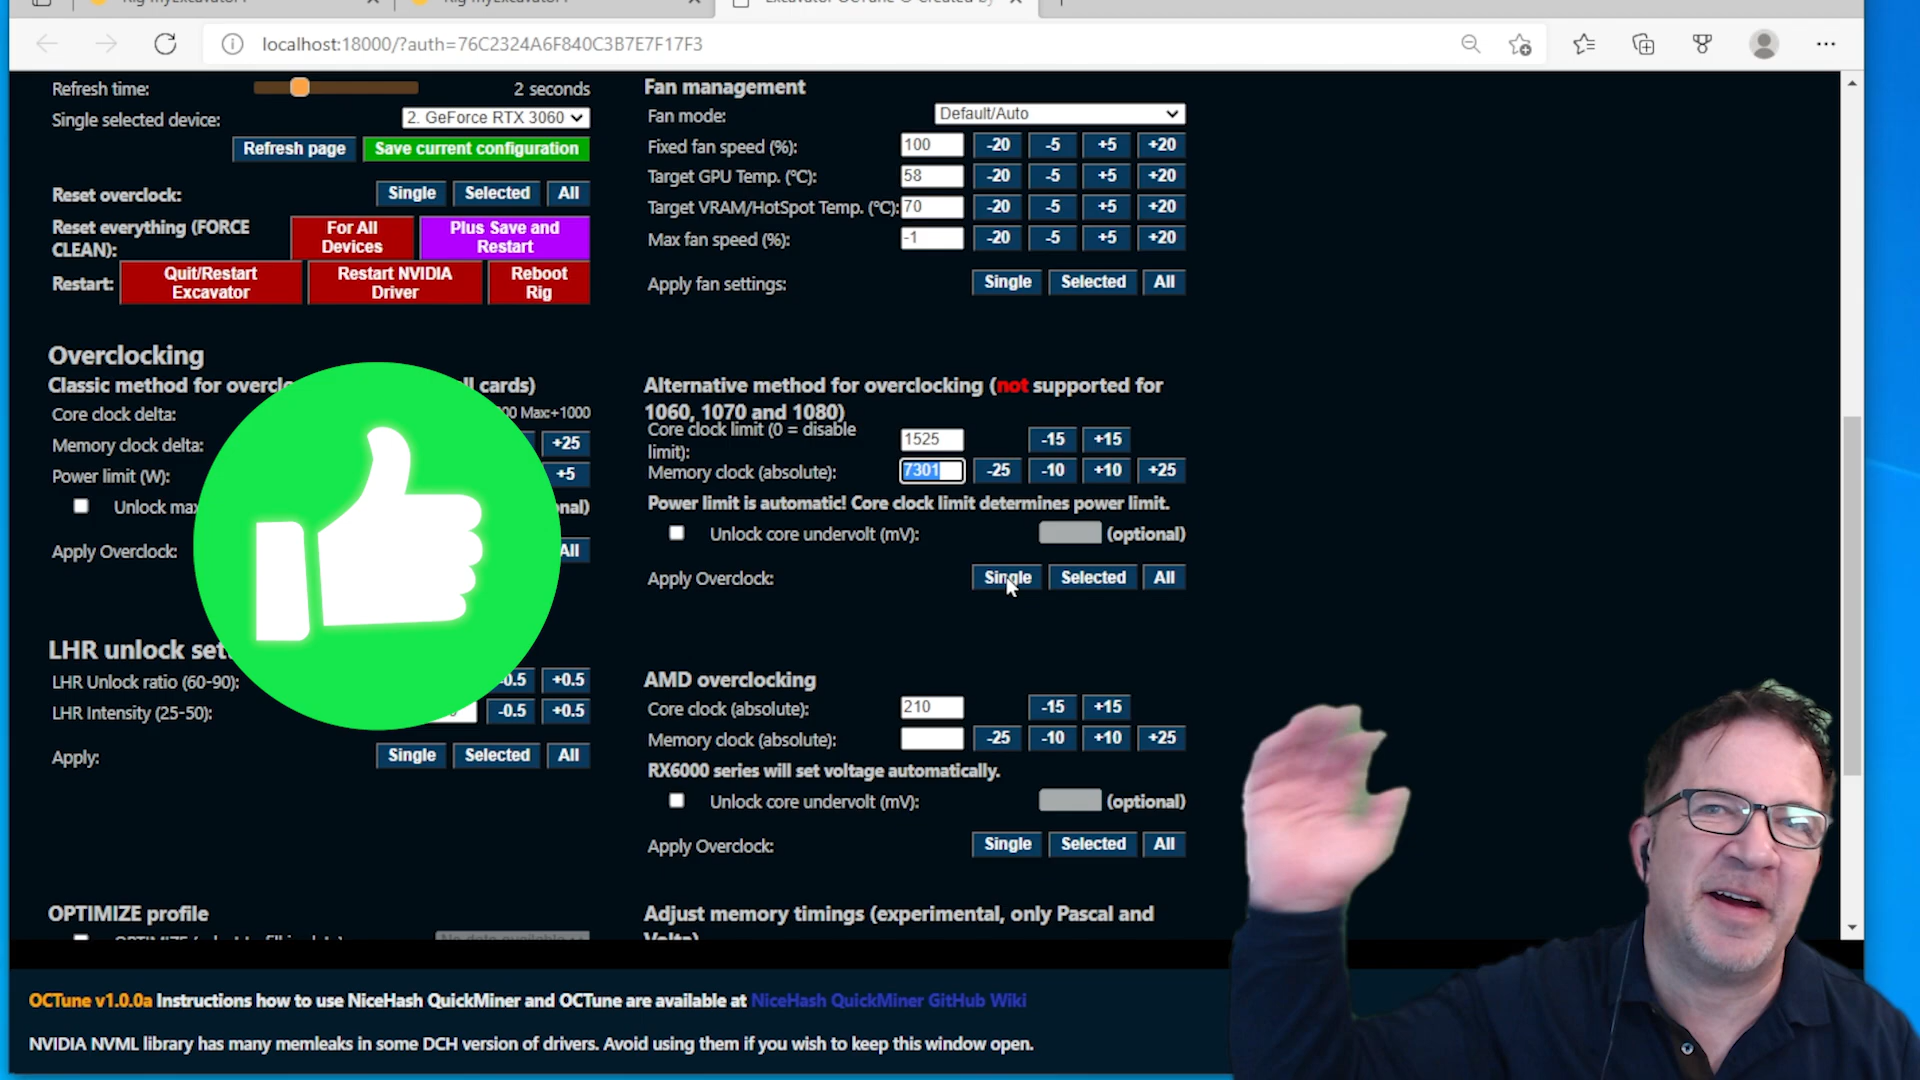 localhost:18000/?auth=76C2324A6F840C3B7E7F17F3
Refresh time: 2 seconds
Single selected device: 2. GeForce RTX 3060
Refresh page Save current configuration
Reset overclock: Single Selected All
Reset everything (FORCE CLEAN): For All Devices Plus Save and Restart
Restart: Quit/Restart Excavator Restart NVIDIA Driver Reboot Rig
Fan management
Fan mode: Default/Auto
Fixed fan speed (%): 100 -20 -5 +5 +20
Target GPU Temp. (°C): 58 -20 -5 +5 +20
Target VRAM/HotSpot Temp. (°C): 70 -20 -5 +5 +20
Max fan speed (%): -1 -20 -5 +5 +20
Apply fan settings: Single Selected All
Overclocking
Classic method for overcl ll cards)
Core clock delta: 00 Max:+1000
Memory clock delta: +25
Power limit (W): +5
Unlock max nal)
Apply Overclock: All
Alternative method for overclocking (not supported for
1060, 1070 and 1080)
Core clock limit (0 = disable limit): 1525 -15 +15
Memory clock (absolute): 7301 -25 -10 +10 +25
Power limit is automatic! Core clock limit determines power limit.
Unlock core undervolt (mV): (optional)
Apply Overclock: Single Selected All
LHR unlock set
LHR Unlock ratio (60-90): -0.5 +0.5
LHR Intensity (25-50): -0.5 +0.5
Apply: Single Selected All
AMD overclocking
Core clock (absolute): 210 -15 +15
Memory clock (absolute): -25 -10 +10 +25
RX6000 series will set voltage automatically.
Unlock core undervolt (mV): (optional)
Apply Overclock: Single Selected All
OPTIMIZE profile
Adjust memory timings (experimental, only Pascal and
OCTune v1.0.0a Instructions how to use NiceHash QuickMiner and OCTune are available at NiceHash QuickMiner GitHub Wiki
NVIDIA NVML library has many memleaks in some DCH version of drivers. Avoid using them if you wish to keep this window open.